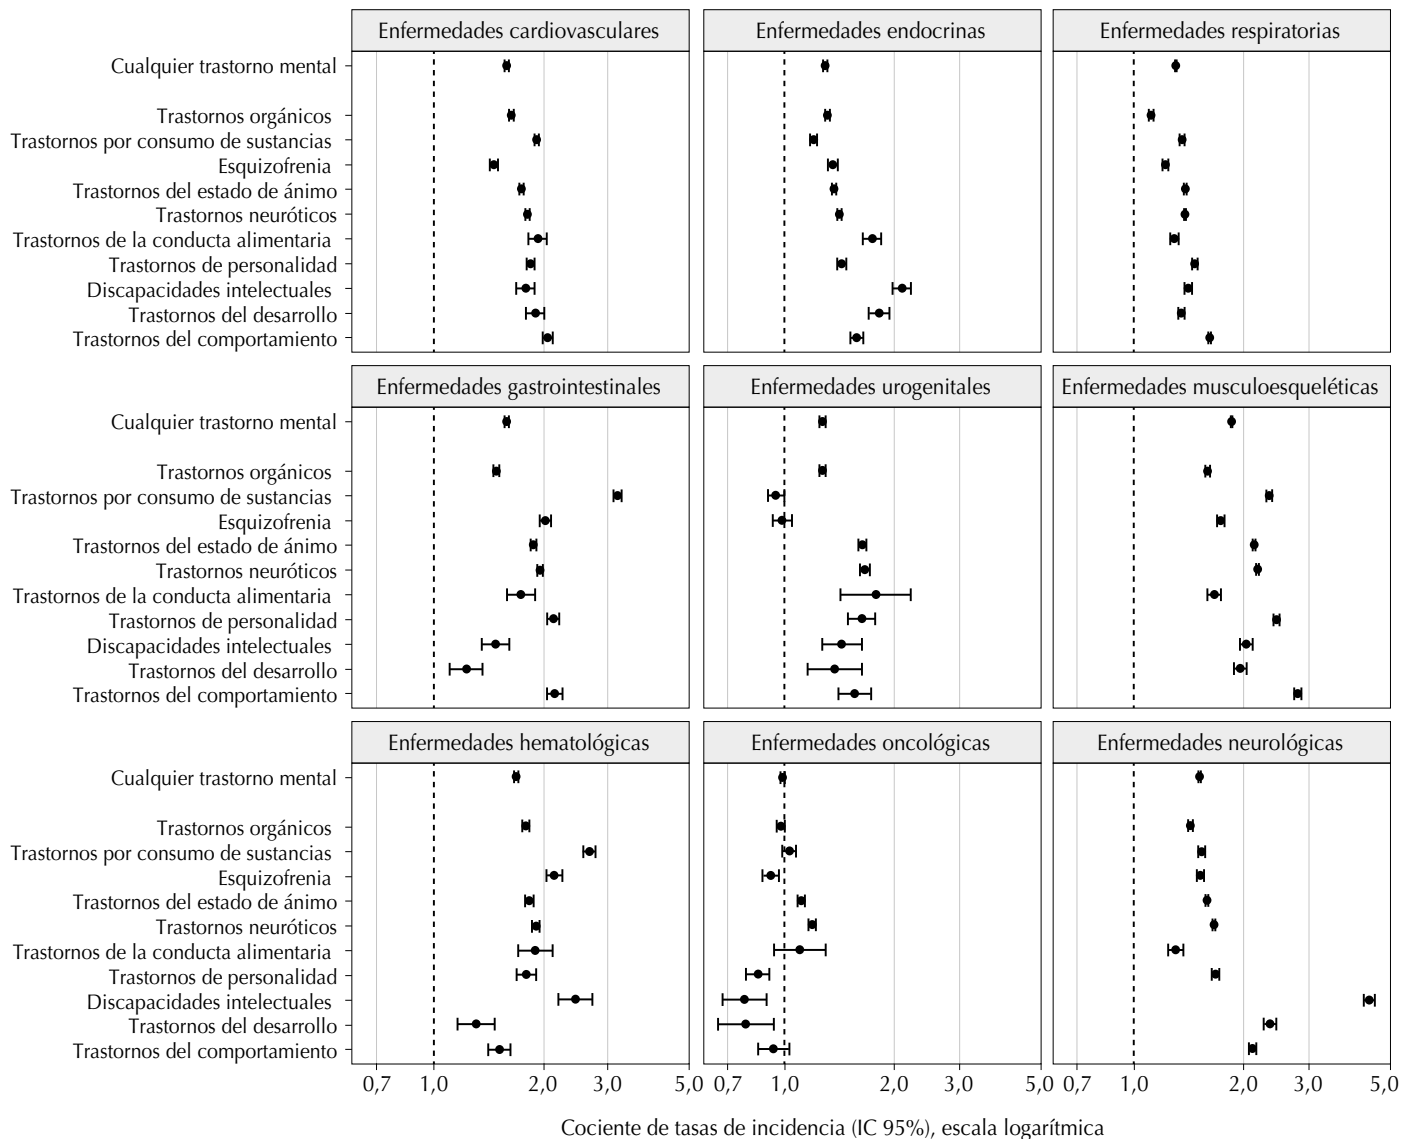 Enfermedades cardiovasculares
Enfermedades endocrinas
Enfermedades respiratorias
Cualquier trastorno mental
Trastornos orgánicos
Trastornos por consumo de sustancias
Esquizofrenia
Trastornos del estado de ánimo
Trastornos neuróticos
Trastornos de la conducta alimentaria
Trastornos de personalidad
Discapacidades intelectuales
Trastornos del desarrollo
Trastornos del comportamiento
Enfermedades gastrointestinales
Enfermedades urogenitales
Enfermedades musculoesqueléticas
Cualquier trastorno mental
Trastornos orgánicos
Trastornos por consumo de sustancias
Esquizofrenia
Trastornos del estado de ánimo
Trastornos neuróticos
Trastornos de la conducta alimentaria
Trastornos de personalidad
Discapacidades intelectuales
Trastornos del desarrollo
Trastornos del comportamiento
Enfermedades hematológicas
Enfermedades oncológicas
Enfermedades neurológicas
Cualquier trastorno mental
Trastornos orgánicos
Trastornos por consumo de sustancias
Esquizofrenia
Trastornos del estado de ánimo
Trastornos neuróticos
Trastornos de la conducta alimentaria
Trastornos de personalidad
Discapacidades intelectuales
Trastornos del desarrollo
Trastornos del comportamiento
0,7 1,0 2,0 3,0 5,0 0,7 1,0 2,0 3,0 5,0 0,7 1,0 2,0 3,0 5,0
Cociente de tasas de incidencia (IC 95%), escala logarítmica